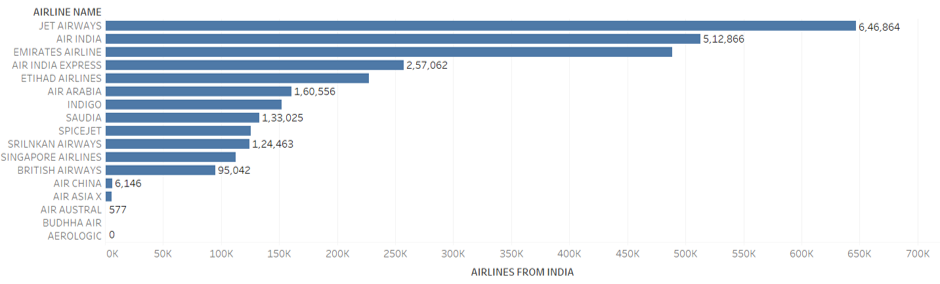 AIRLINE NAME
JET AIRWAYS 6,46,864
AIR INDIA 5,12,866
EMIRATES AIRLINE
AIR INDIA EXPRESS 2,57,062
ETIHAD AIRLINES
AIR ARABIA 1,60,556
INDIGO
SAUDIA 1,33,025
SPICEJET
SRILNKAN AIRWAYS 1,24,463
SINGAPORE AIRLINES
BRITISH AIRWAYS 95,042
AIR CHINA 6,146
AIR ASIA X
AIR AUSTRAL 577
BUDHHA AIR
AEROLOGIC 0
0K 50K 100K 150K 200K 250K 300K 350K 400K 450K 500K 550K 600K 650K 700K
AIRLINES FROM INDIA